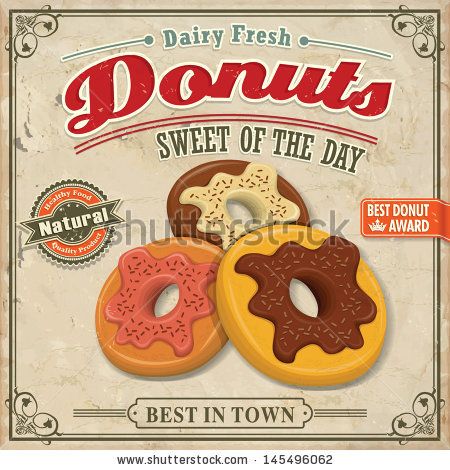 Dairy Fresh
Donuts
SWEET OF THE DAY
Healthy Food
Natural
Quality Product
BEST DONUT
AWARD
BEST IN TOWN
shutterstock
www.shutterstock.com · 145496062